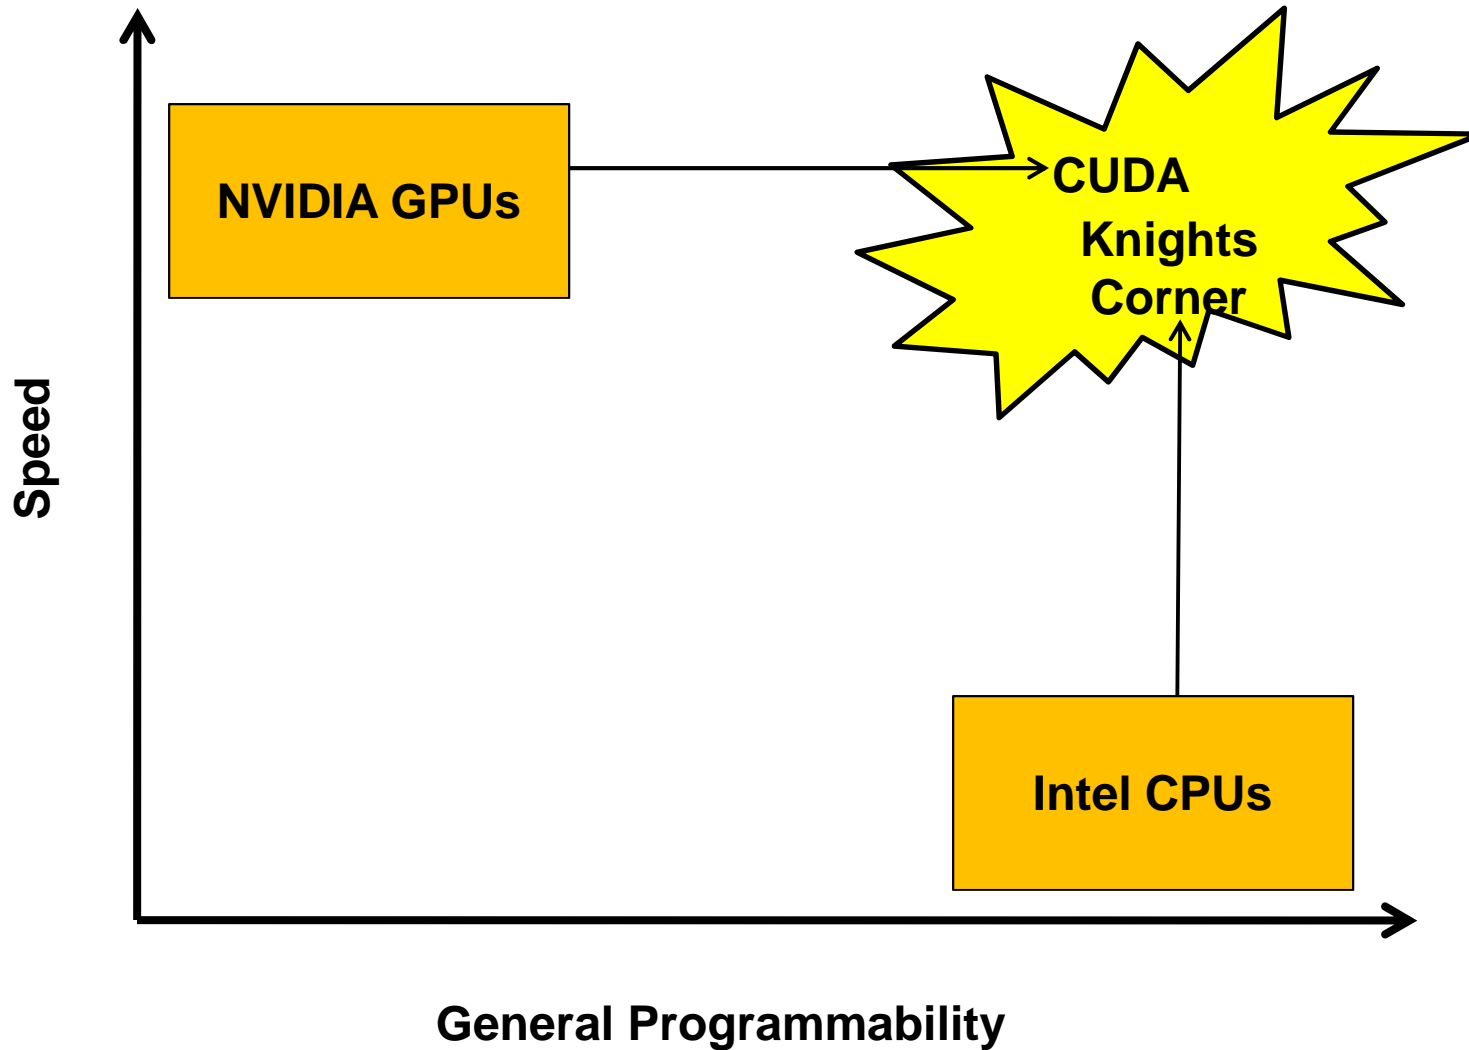 CUDA
NVIDIA GPUs
Knights
Corner
Speed
Intel CPUs
General Programmability